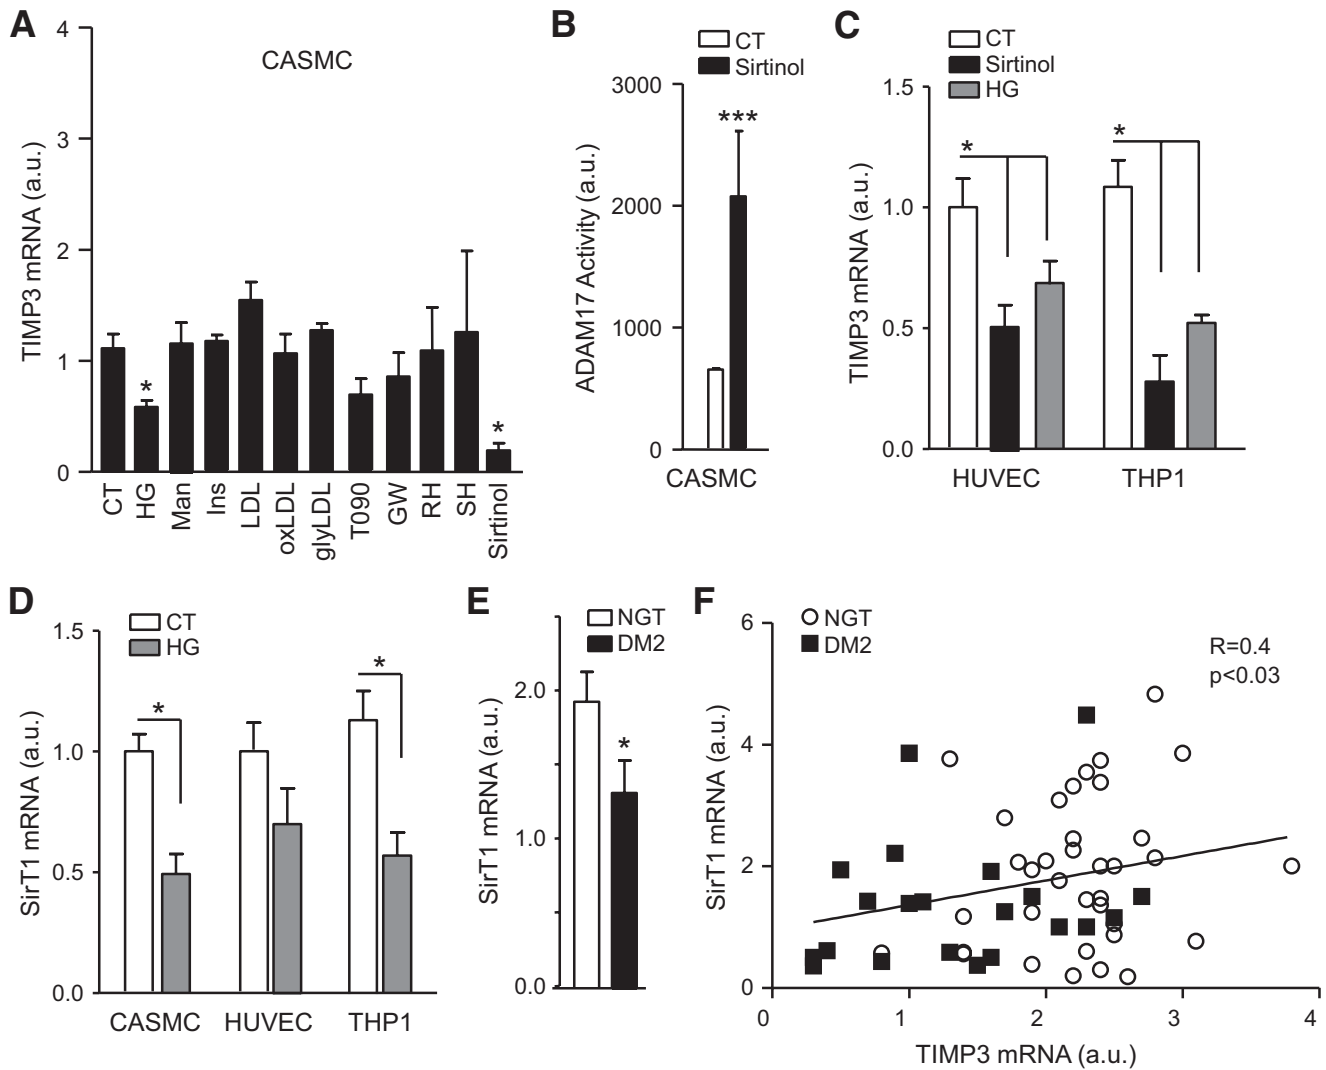 A
CASMC
TIMP3 mRNA (a.u.)
4
3
2
1
0
CT
HG
*
Man
Ins
LDL
oxLDL
glyLDL
T090
GW
RH
SH
Sirtinol
*
B
CT
Sirtinol
ADAM17 Activity (a.u.)
3000
2000
1000
0
***
CASMC
C
CT
Sirtinol
HG
TIMP3 mRNA (a.u.)
1.5
1.0
0.5
0.0
*
*
HUVEC
THP1
D
CT
HG
SirT1 mRNA (a.u.)
1.5
1.0
0.5
0.0
*
*
CASMC
HUVEC
THP1
E
NGT
DM2
SirT1 mRNA (a.u.)
2.0
1.0
0.0
*
F
NGT
DM2
R=0.4
p<0.03
SirT1 mRNA (a.u.)
6
4
2
0
0 1 2 3 4
TIMP3 mRNA (a.u.)